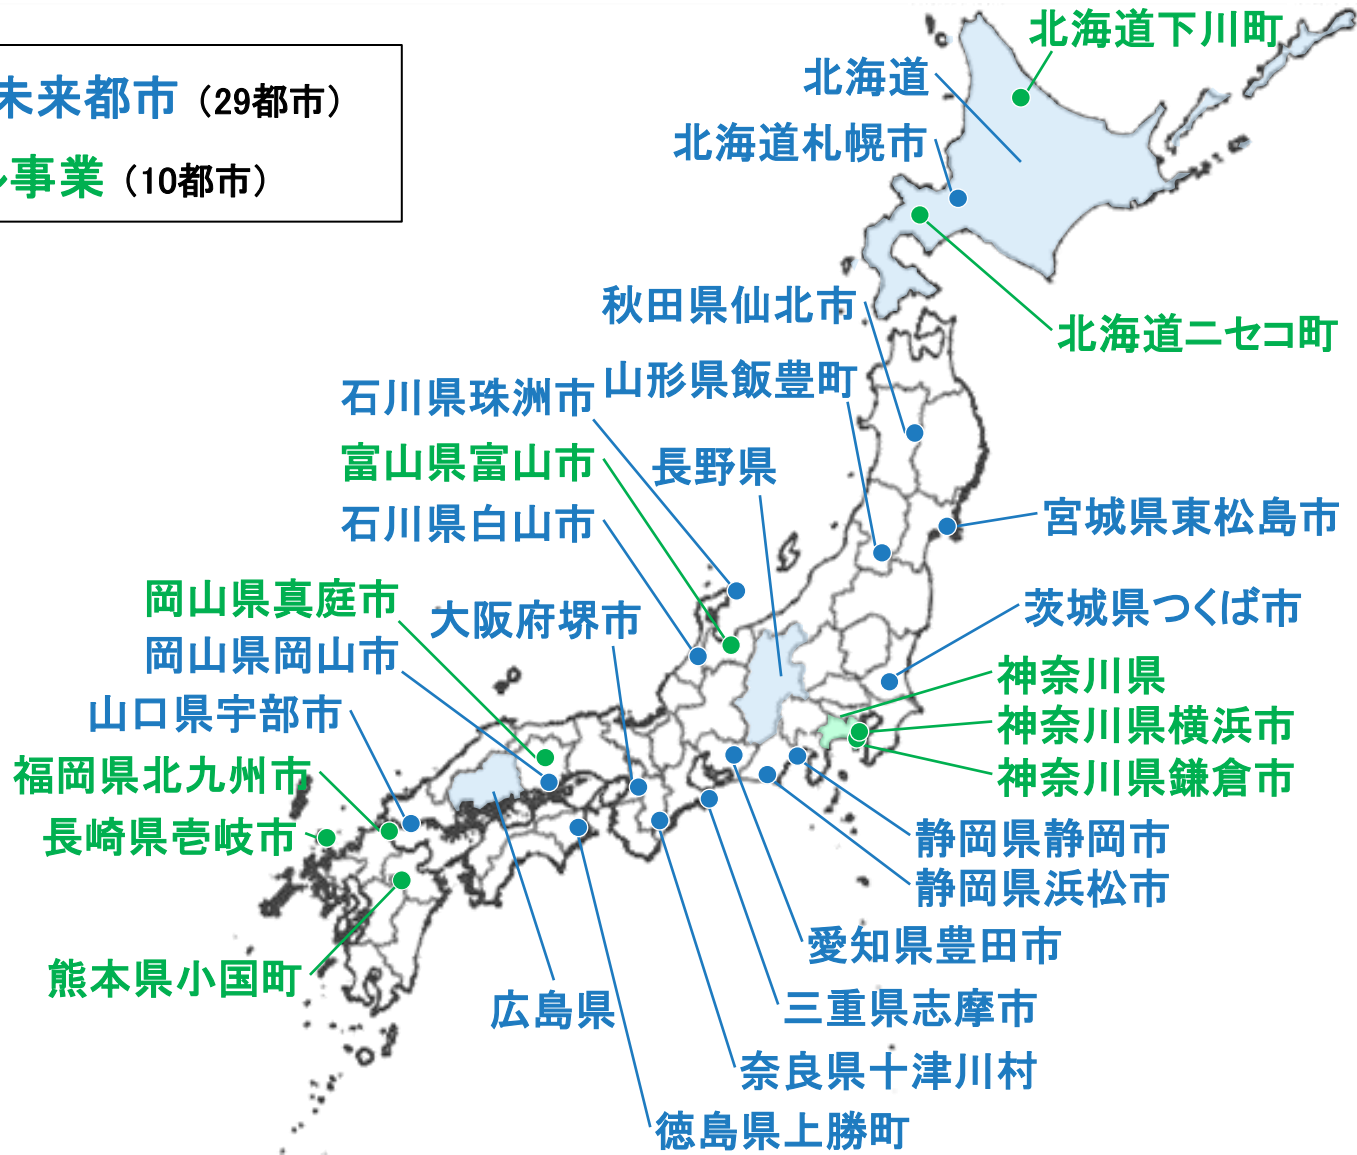 未来都市（29都市）
事業（10都市）
北海道下川町
北海道
北海道札幌市
秋田県仙北市
北海道ニセコ町
山形県飯豊町
石川県珠洲市
富山県富山市
長野県
石川県白山市
宮城県東松島市
岡山県真庭市
大阪府堺市
茨城県つくば市
岡山県岡山市
神奈川県
山口県宇部市
神奈川県横浜市
福岡県北九州市
神奈川県鎌倉市
長崎県壱岐市
静岡県静岡市
静岡県浜松市
愛知県豊田市
熊本県小国町
広島県
三重県志摩市
奈良県十津川村
徳島県上勝町